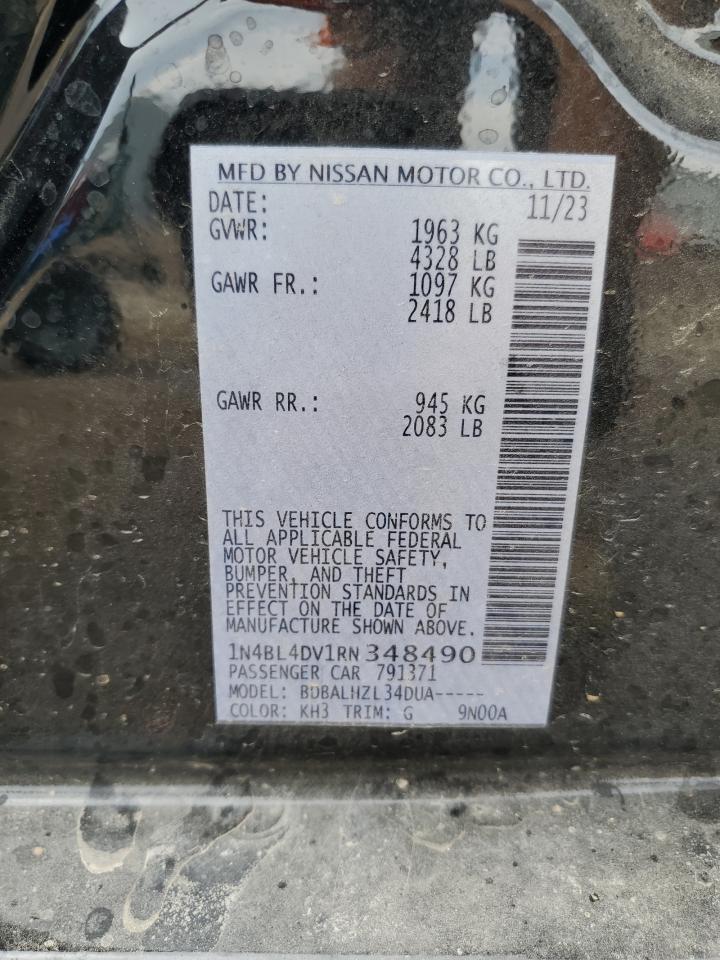 MFD BY NISSAN MOTOR CO., LTD.
DATE: 11/23
GVWR: 1963 KG
4328 LB
GAWR FR.: 1097 KG
2418 LB
GAWR RR.: 945 KG
2083 LB
THIS VEHICLE CONFORMS TO
ALL APPLICABLE FEDERAL
MOTOR VEHICLE SAFETY,
BUMPER, AND THEFT
PREVENTION STANDARDS IN
EFFECT ON THE DATE OF
MANUFACTURE SHOWN ABOVE.
1N4BL4DV1RN348490
PASSENGER CAR 791371
MODEL: BDBALHZL34DUA-----
COLOR: KH3 TRIM: G 9N00A